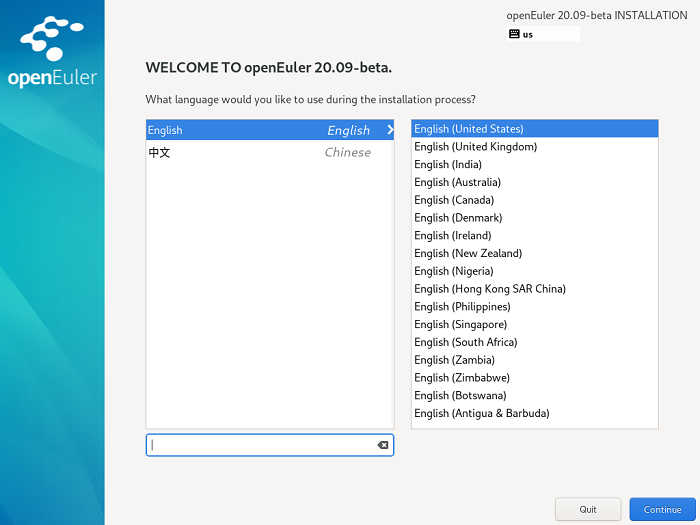 openEuler
openEuler 20.09-beta INSTALLATION
us
WELCOME TO openEuler 20.09-beta.
What language would you like to use during the installation process?
English English
中文 Chinese
English (United States)
English (United Kingdom)
English (India)
English (Australia)
English (Canada)
English (Denmark)
English (Ireland)
English (New Zealand)
English (Nigeria)
English (Hong Kong SAR China)
English (Philippines)
English (Singapore)
English (South Africa)
English (Zambia)
English (Zimbabwe)
English (Botswana)
English (Antigua & Barbuda)
Quit
Continue